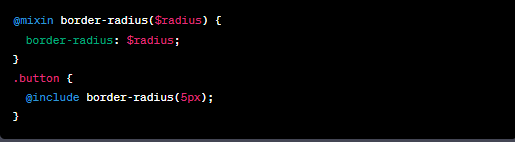 @mixin border-radius($radius) {
  border-radius: $radius;
}
.button {
  @include border-radius(5px);
}